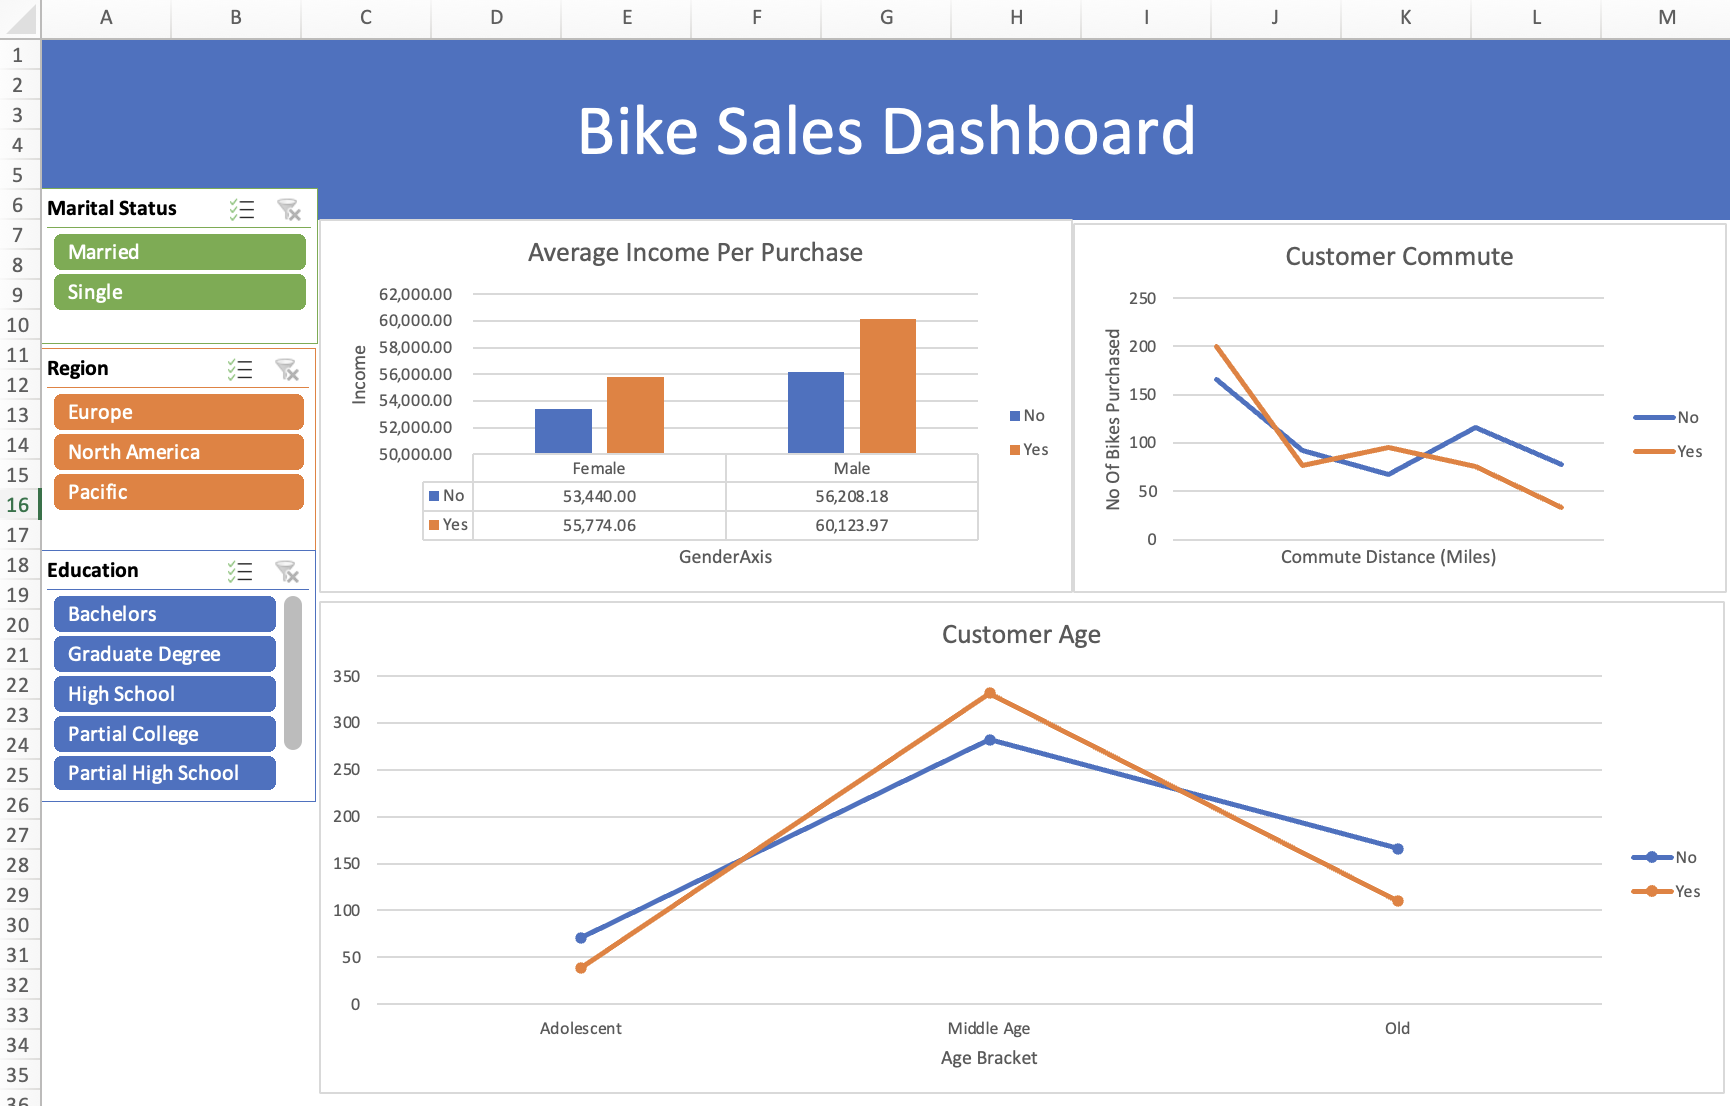 A B C D E F G H I J K L M
1
2
3
4
5
6
7
8
9
10
11
12
13
14
15
16
17
18
19
20
21
22
23
24
25
26
27
28
29
30
31
32
33
34
35
36
Bike Sales Dashboard
Marital Status
Married
Single
Region
Europe
North America
Pacific
Education
Bachelors
Graduate Degree
High School
Partial College
Partial High School
Average Income Per Purchase
62,000.00
60,000.00
58,000.00
56,000.00
54,000.00
52,000.00
50,000.00
Income
Female Male
No 53,440.00 56,208.18
Yes 55,774.06 60,123.97
GenderAxis
No
Yes
Customer Commute
250
200
150
100
50
0
No Of Bikes Purchased
Commute Distance (Miles)
No
Yes
Customer Age
350
300
250
200
150
100
50
0
Adolescent Middle Age Old
Age Bracket
No
Yes